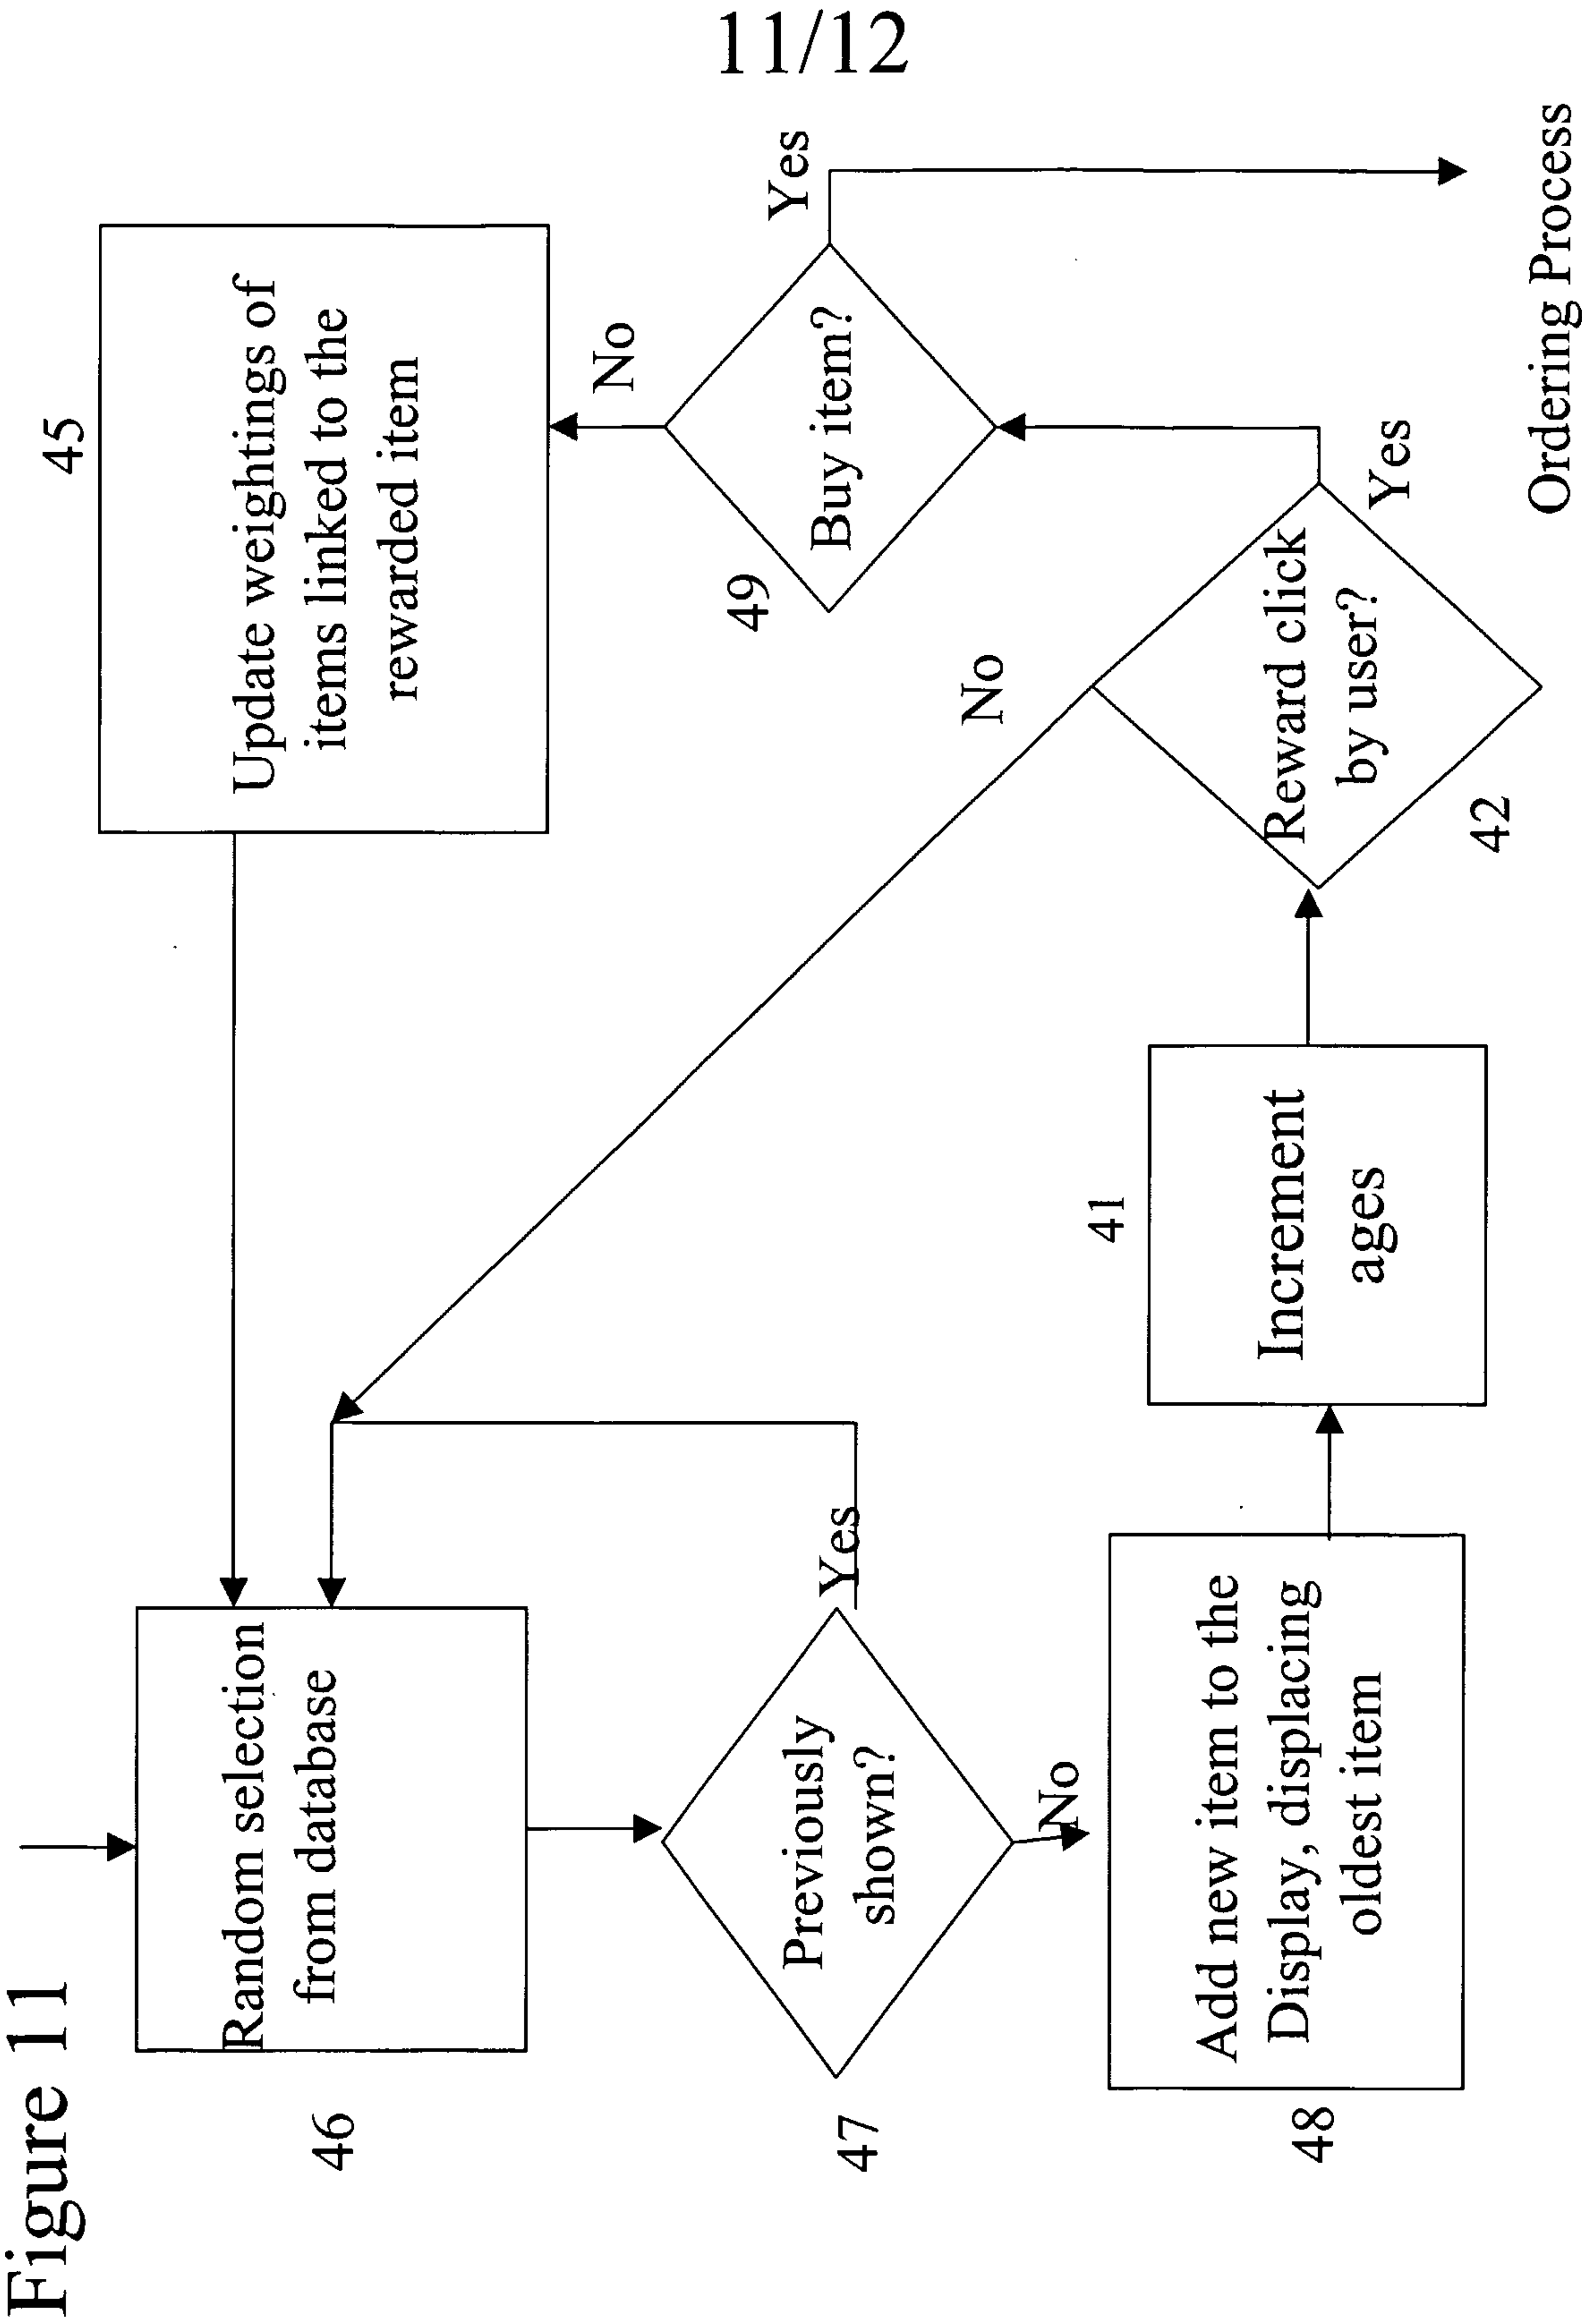 11/12
Figure 11
46
Random selection
from database
47
Previously
shown?
Yes
No
48
Add new item to the
Display, displacing
oldest item
41
Increment
ages
42
Reward click
by user?
No
Yes
49
Buy item?
No
Yes
45
Update weightings of
items linked to the
rewarded item
Ordering Process